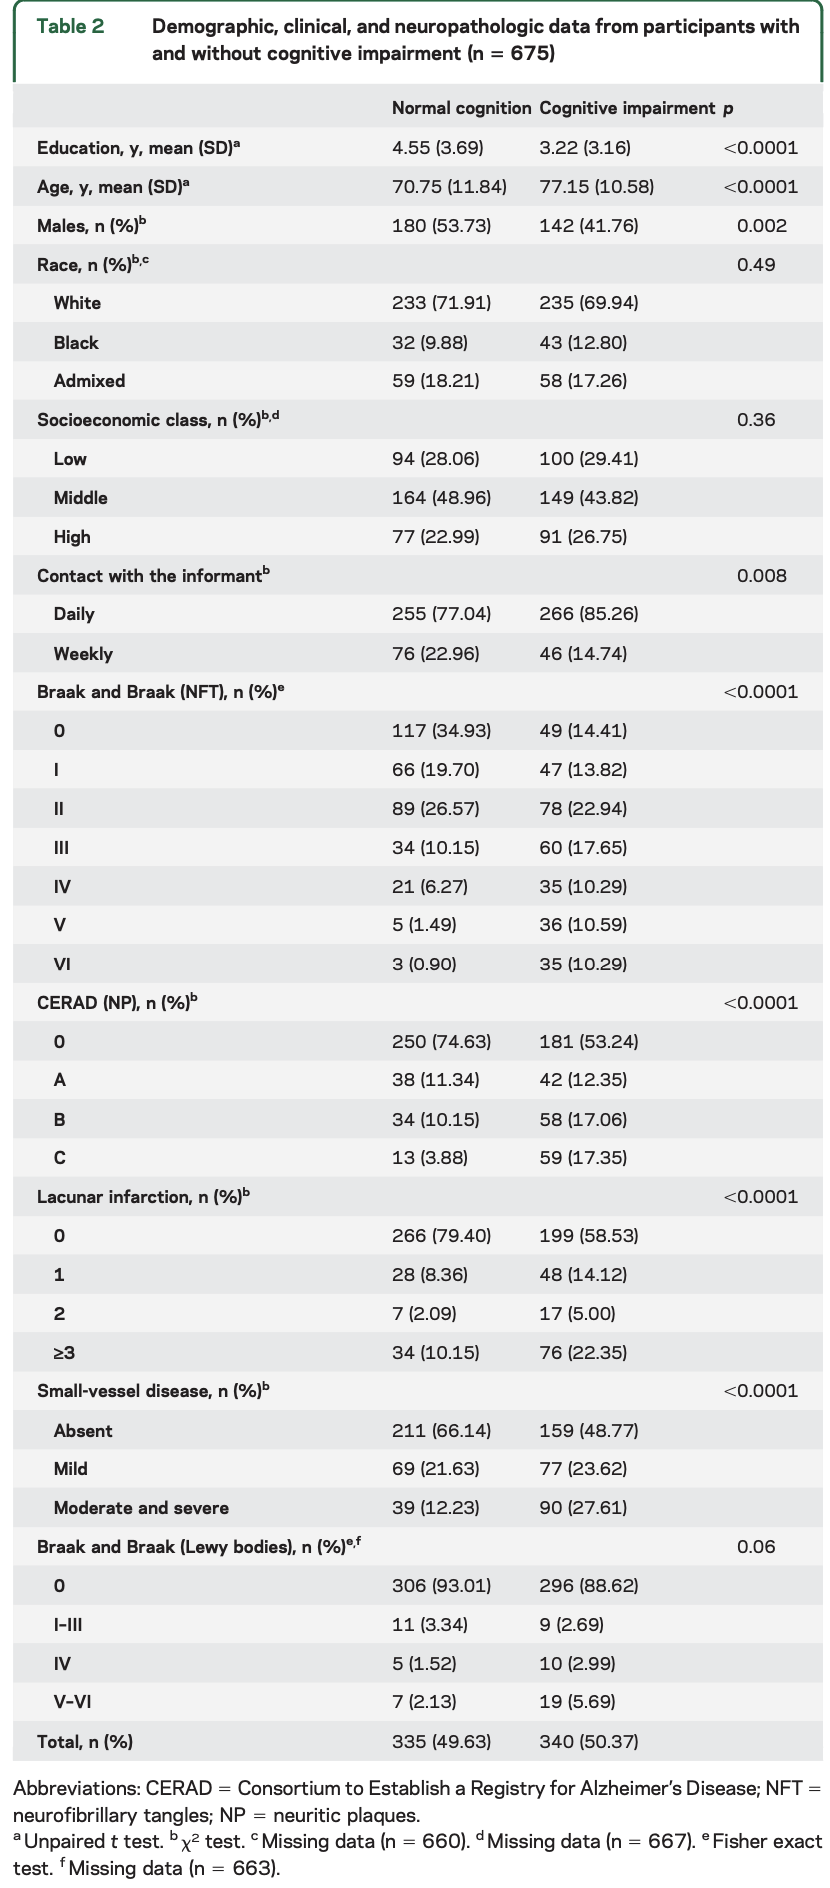 Table 2 Demographic, clinical, and neuropathologic data from participants with
and without cognitive impairment (n = 675)
Normal cognition Cognitive impairment p
Education, y, mean (SD)ᵃ 4.55 (3.69) 3.22 (3.16) <0.0001
Age, y, mean (SD)ᵃ 70.75 (11.84) 77.15 (10.58) <0.0001
Males, n (%)ᵇ 180 (53.73) 142 (41.76) 0.002
Race, n (%)ᵇ,ᶜ 0.49
White 233 (71.91) 235 (69.94)
Black 32 (9.88) 43 (12.80)
Admixed 59 (18.21) 58 (17.26)
Socioeconomic class, n (%)ᵇ,ᵈ 0.36
Low 94 (28.06) 100 (29.41)
Middle 164 (48.96) 149 (43.82)
High 77 (22.99) 91 (26.75)
Contact with the informantᵇ 0.008
Daily 255 (77.04) 266 (85.26)
Weekly 76 (22.96) 46 (14.74)
Braak and Braak (NFT), n (%)ᵉ <0.0001
0 117 (34.93) 49 (14.41)
I 66 (19.70) 47 (13.82)
II 89 (26.57) 78 (22.94)
III 34 (10.15) 60 (17.65)
IV 21 (6.27) 35 (10.29)
V 5 (1.49) 36 (10.59)
VI 3 (0.90) 35 (10.29)
CERAD (NP), n (%)ᵇ <0.0001
0 250 (74.63) 181 (53.24)
A 38 (11.34) 42 (12.35)
B 34 (10.15) 58 (17.06)
C 13 (3.88) 59 (17.35)
Lacunar infarction, n (%)ᵇ <0.0001
0 266 (79.40) 199 (58.53)
1 28 (8.36) 48 (14.12)
2 7 (2.09) 17 (5.00)
≥3 34 (10.15) 76 (22.35)
Small-vessel disease, n (%)ᵇ <0.0001
Absent 211 (66.14) 159 (48.77)
Mild 69 (21.63) 77 (23.62)
Moderate and severe 39 (12.23) 90 (27.61)
Braak and Braak (Lewy bodies), n (%)ᵉ,ᶠ 0.06
0 306 (93.01) 296 (88.62)
I–III 11 (3.34) 9 (2.69)
IV 5 (1.52) 10 (2.99)
V–VI 7 (2.13) 19 (5.69)
Total, n (%) 335 (49.63) 340 (50.37)
Abbreviations: CERAD = Consortium to Establish a Registry for Alzheimer's Disease; NFT =
neurofibrillary tangles; NP = neuritic plaques.
ᵃ Unpaired t test. ᵇ χ² test. ᶜ Missing data (n = 660). ᵈ Missing data (n = 667). ᵉ Fisher exact
test. ᶠ Missing data (n = 663).